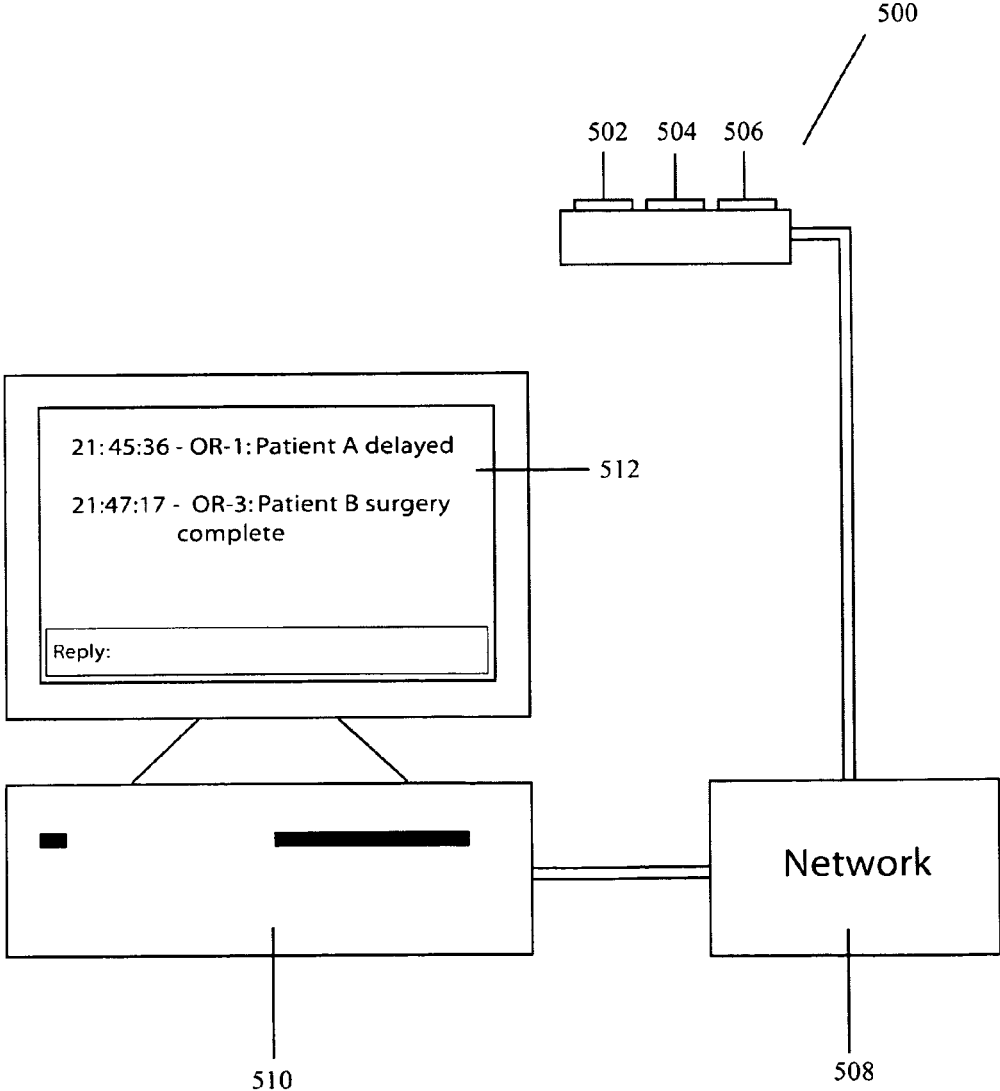 500
502 504 506
21:45:36 - OR-1: Patient A delayed
512
21:47:17 - OR-3: Patient B surgery
complete
Reply:
Network
510
508